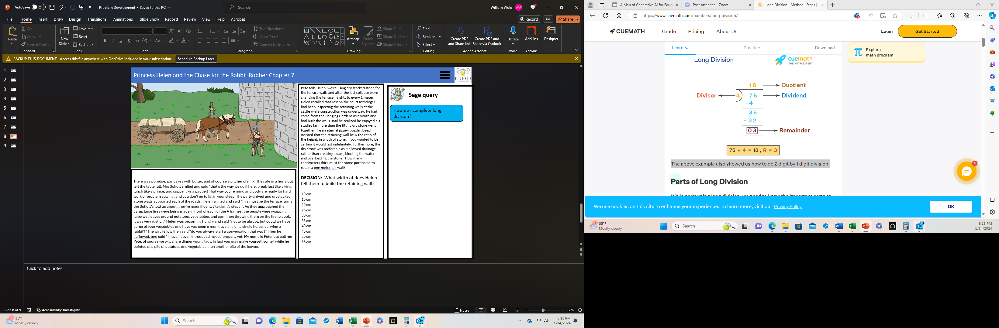 AutoSave Off Problem Development • Saved to this PC Search William Wold WW
File Home Insert Draw Design Transitions Animations Slide Show Record Review View Help Acrobat Record Share
Paste Cut Copy Format Painter Clipboard
New Slide Layout Reset Section Slides
11
B I U S ab AV Aa A
Font
Paragraph
Text Direction
Align Text
Convert to SmartArt
Arrange Quick Styles Shape Fill Shape Outline Shape Effects
Drawing
Find
Replace
Select
Editing
Create PDF and Share link
Create PDF and Share via Outlook
Adobe Acrobat
Dictate
Voice
Add-ins
Add-ins
Designer
BACKUP THIS DOCUMENT Access this file anywhere with OneDrive included in your subscription. Schedule Backup Later
1
2
3
4
5
6
7
8
9
Princess Helen and the Chase for the Rabbit Robber Chapter 7
FIREFLY
COMPANY
There was porridge, pancakes with butter, and of course a pitcher of milk. They ate in a hurry but
left the table full. Mrs Schott smiled and said “that’s the way we do it here, break fast like a king,
lunch like a prince, and supper like a pauper! That way you’re mind and body are ready for hard
work or problem solving, and you don’t go to fat in your sleep. The party arrived and drystacked
stone walls supported each of the roads. Helen smiled and said “this must be the terrace farms
the Schott’s told us about, they’re magnificent, like giant’s steps!”. As they approached the
camp large fires were being made in front of each of the A frames, the people were wrapping
large wet leaves around potatoes, vegetables, and corn then throwing them on the fire to cook.
It was very rustic. .” Helen was becoming hungry and said “not to be abrupt, but could we have
some of your vegetables and have you seen a man travelling on a single horse, carrying a
rabbit?” The wiry fellow then said “do you always start a conversation that way?” Then he
guffawed, and said “I haven’t even introduced myself properly yet. My name is Peter but call me
Pete, of course we will share dinner young lady, in fact you may make yourself some” while he
pointed at a pile of potatoes and vegetables then another pile of the leaves.
Pete tells Helen, we’re using dry stacked stone for
the terrace walls and after the last collapse were
changing the terrace heights to every 1 meter.
Helen recalled that Joseph the court astrologer
had been inspecting the retaining walls at the
castle while construction was underway. He had
come from the Hanging Gardens as a youth and
had built the walls until he realized he enjoyed his
studies far more than the fitting dry stone walls
together like an eternal jigsaw puzzle. Joseph
insisted that the retaining wall be ¼ the ratio of
the height, in width of stone, if you wanted to be
certain it would last indefinitely. Furthermore, the
dry stone was preferable as it allowed drainage
rather than creating a dam, blocking the water
and overloading the stone. How many
centimeters thick must the stone portion be to
retain a one meter tall wall?
DECISION: What width of does Helen
tell them to build the retaining wall?
10 cm
15 cm
20 cm
25 cm
30 cm
35 cm
40 cm
45 cm
50 cm
55 cm
Sage query
How do I complete long
division?
Click to add notes
Slide 8 of 9 Accessibility: Investigate Notes 88%
35°F
Mostly cloudy
Search
8:13 PM
1/14/2024
A Map of Generative AI for Educ
zm Post Attendee - Zoom
Long Division - Method | Steps |
https://www.cuemath.com/numbers/long-division/
CUEMATH Grade Pricing About Us Login Get Started
Learn Practice Download
Explore
math program
Long Division
cuemath
THE MATH EXPERT
18 Quotient
Divisor 4 75 Dividend
- 4
35
- 32
03 Remainder
75 ÷ 4 = 18, R = 3
The above example also showed us how to do 2 digit by 1 digit division.
1
Parts of Long Division
While performing long division, we need to know the important parts of
We use cookies on this site to enhance your experience. To learn more, visit our Privacy Policy OK
35°F
Mostly cloudy
Search
8:13 PM
1/14/2024